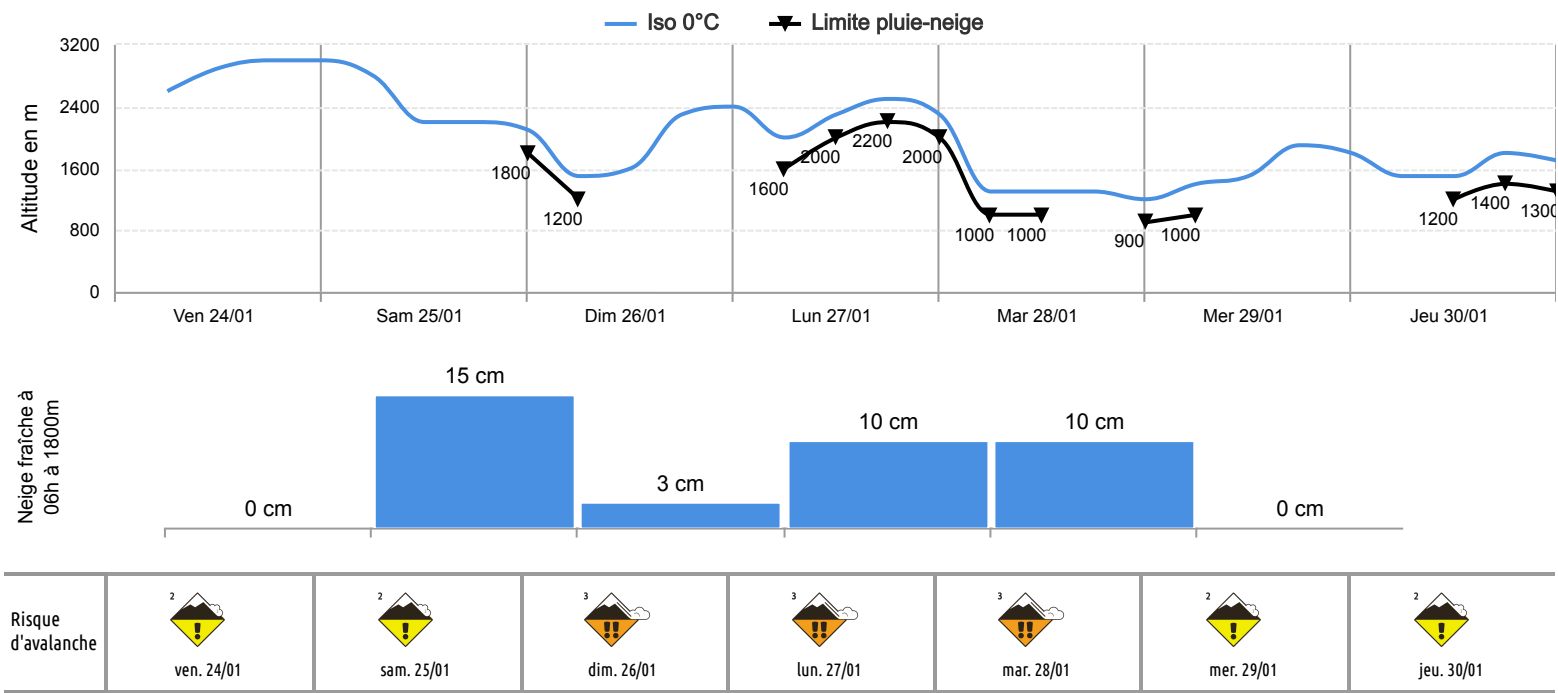 Iso 0°C Limite pluie-neige
Altitude en m
3200
2400
1600
800
0
1800
1200
1600
2000
2200
2000
1000
1000
900
1000
1200
1400
1300
Ven 24/01 Sam 25/01 Dim 26/01 Lun 27/01 Mar 28/01 Mer 29/01 Jeu 30/01
Neige fraîche à
06h à 1800m
0 cm
15 cm
3 cm
10 cm
10 cm
0 cm
Risque
d'avalanche
2 2 3 3 3 2 2
! ! !! !! !! ! !
ven. 24/01 sam. 25/01 dim. 26/01 lun. 27/01 mar. 28/01 mer. 29/01 jeu. 30/01